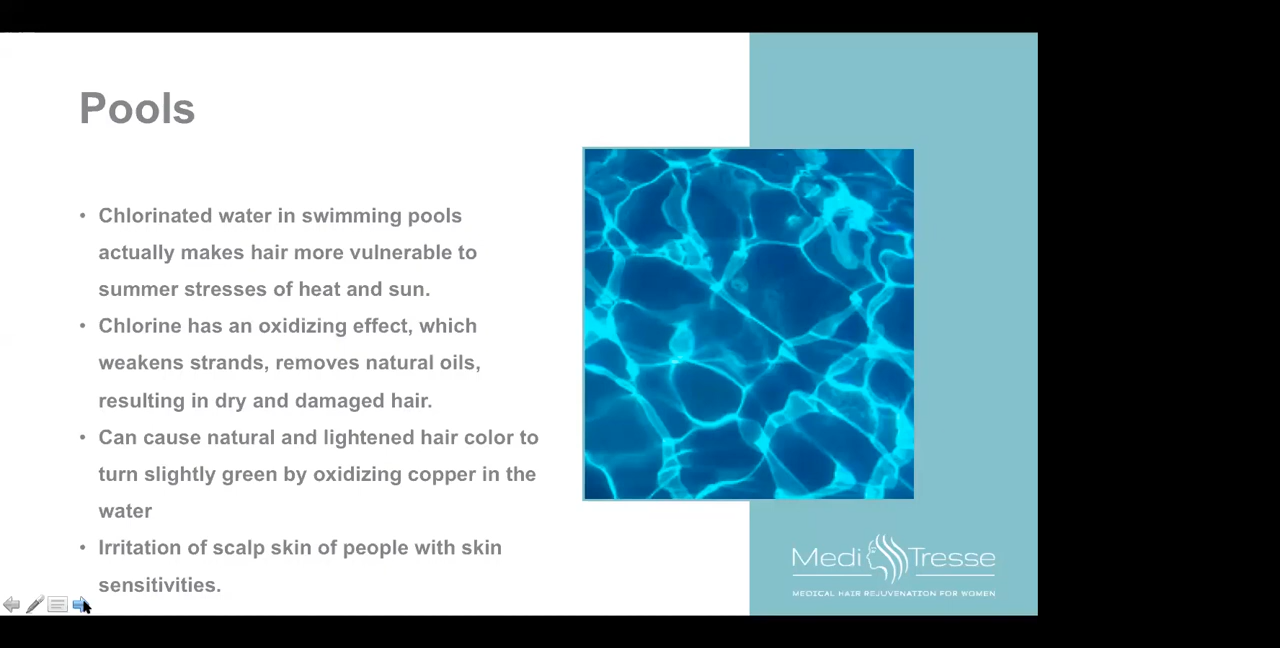 Pools
• Chlorinated water in swimming pools
actually makes hair more vulnerable to
summer stresses of heat and sun.
• Chlorine has an oxidizing effect, which
weakens strands, removes natural oils,
resulting in dry and damaged hair.
• Can cause natural and lightened hair color to
turn slightly green by oxidizing copper in the
water
• Irritation of scalp skin of people with skin
sensitivities.
Medi Tresse
MEDICAL HAIR REJUVENATION FOR WOMEN